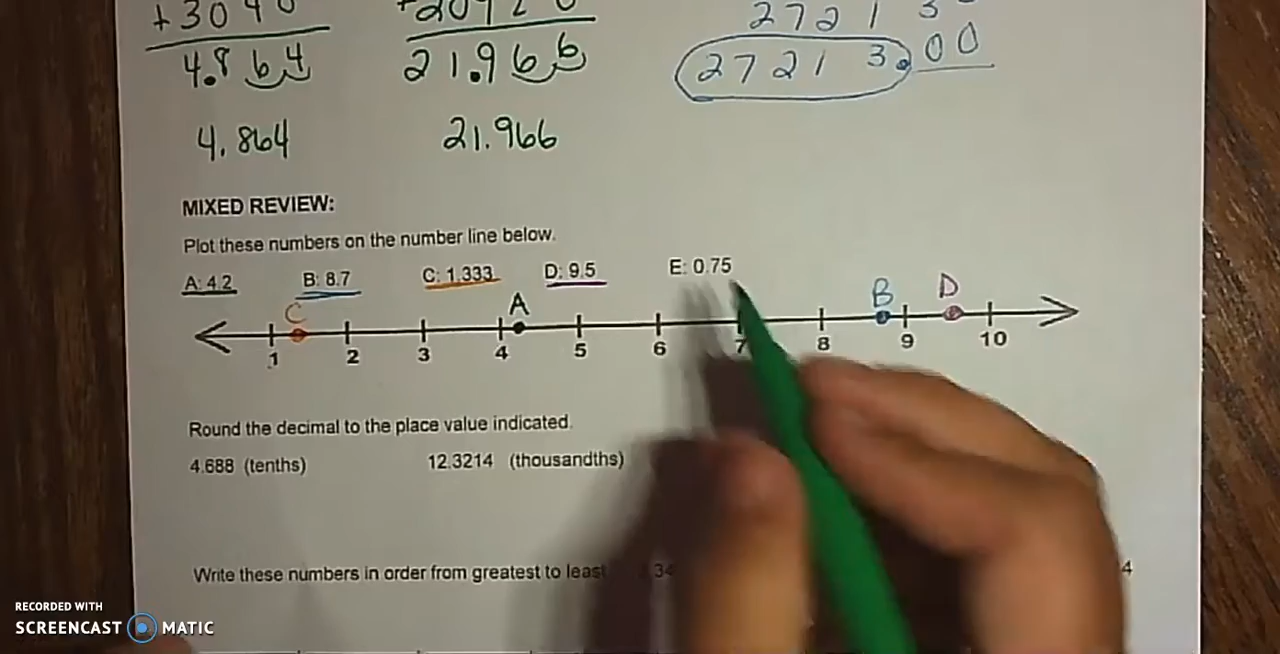 +3040
2721 3
4.864 21.966 27213.00
4.864 21.966
MIXED REVIEW:
Plot these numbers on the number line below.
A: 4.2 B: 8.7 C: 1.333 D: 9.5 E: 0.75
C A B D
1 2 3 4 5 6 7 8 9 10
Round the decimal to the place value indicated.
4.688 (tenths) 12.3214 (thousandths)
Write these numbers in order from greatest to least
RECORDED WITH
SCREENCAST MATIC